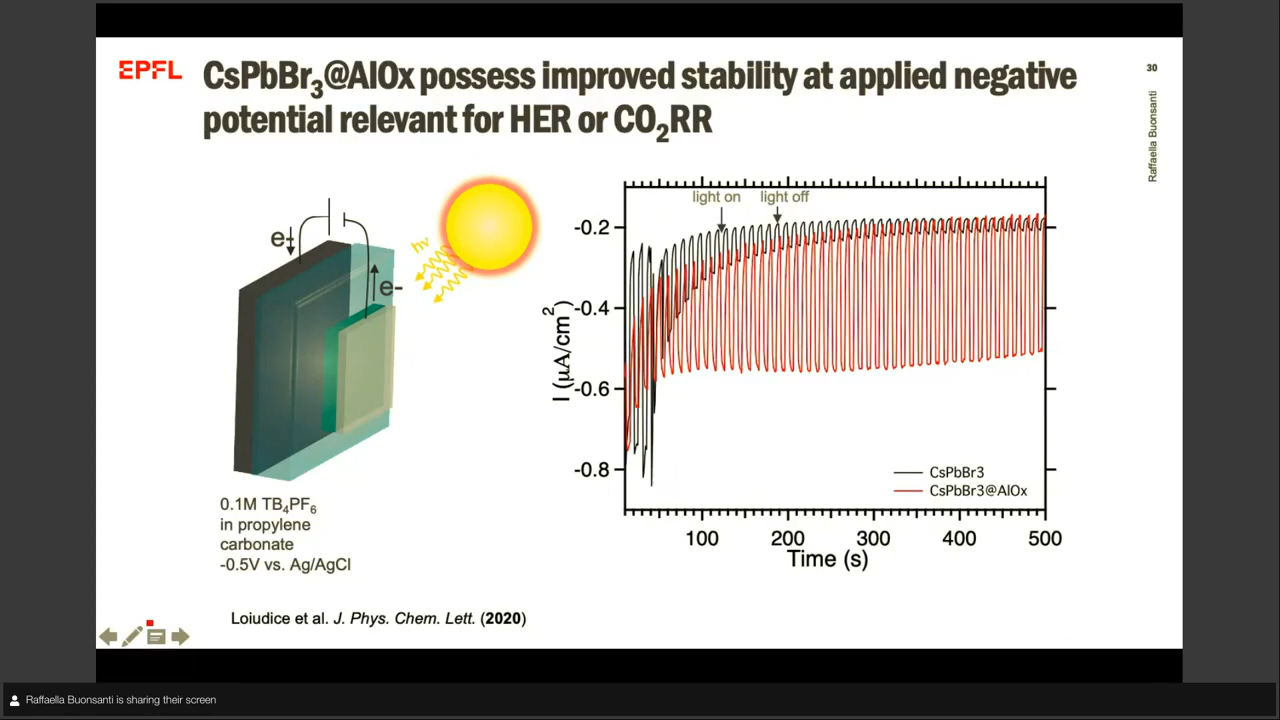 EPFL
CsPbBr3@AlOx possess improved stability at applied negative
potential relevant for HER or CO2RR
30
Raffaella Buonsanti
e-
hν
e-
0.1M TB4PF6
in propylene
carbonate
-0.5V vs. Ag/AgCl
light on
light off
-0.2
-0.4
-0.6
-0.8
I (μA/cm2)
CsPbBr3
CsPbBr3@AlOx
100
200
300
400
500
Time (s)
Loiudice et al. J. Phys. Chem. Lett. (2020)
Raffaella Buonsanti is sharing their screen